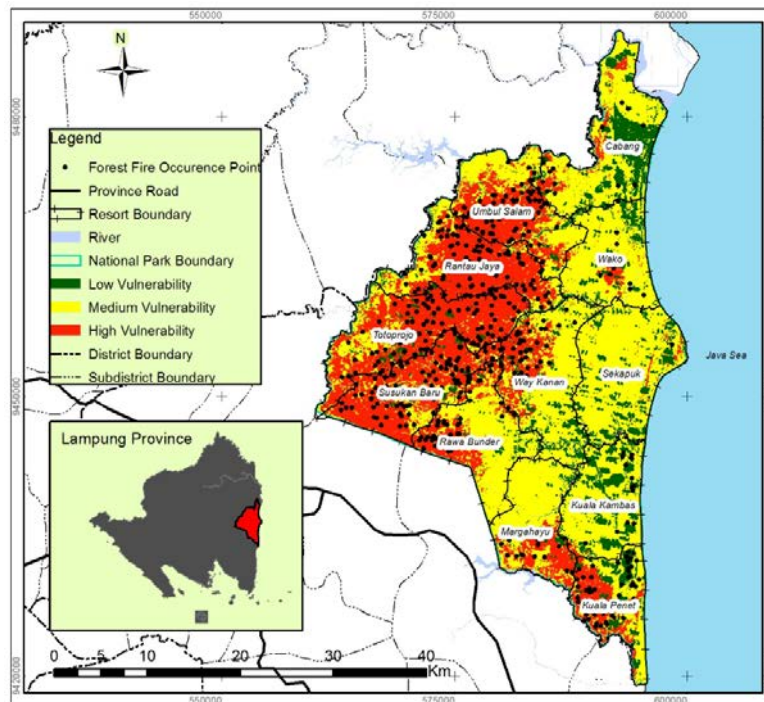 550000 575000 600000
N
9480000
Legend
Forest Fire Occurence Point
Province Road
Resort Boundary
River
National Park Boundary
Low Vulnerability
Medium Vulnerability
High Vulnerability
District Boundary
Subdistrict Boundary
Cabang
Umbul Salam
Wako
Rantau Jaya
Totoprojo
Java Sea
Way Kanan
Sekapuk
Susukan Baru
9450000
Rawa Bunder
Lampung Province
Kuala Kambas
Margahayu
Kuala Penet
0 5 10 20 30 40
Km
9420000
550000 575000 600000